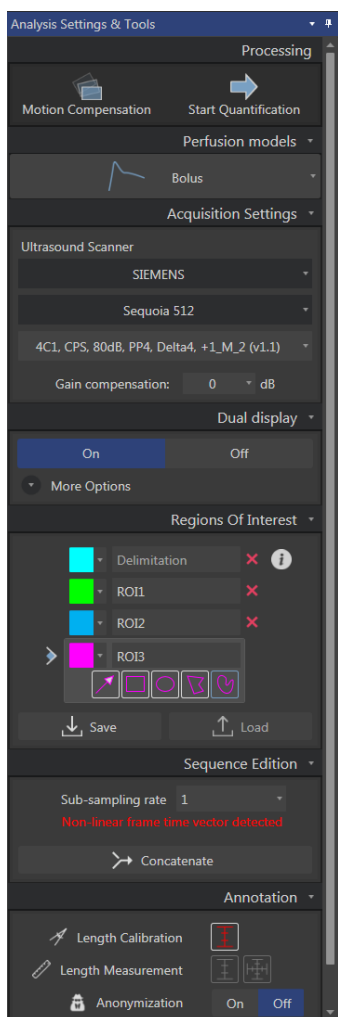 Analysis Settings & Tools
Processing
Motion Compensation Start Quantification
Perfusion models
Bolus
Acquisition Settings
Ultrasound Scanner
SIEMENS
Sequoia 512
4C1, CPS, 80dB, PP4, Delta4, +1_M_2 (v1.1)
Gain compensation: 0 dB
Dual display
On Off
More Options
Regions Of Interest
Delimitation
ROI1
ROI2
ROI3
Save Load
Sequence Edition
Sub-sampling rate 1
Non-linear frame time vector detected
Concatenate
Annotation
Length Calibration
Length Measurement
Anonymization On Off